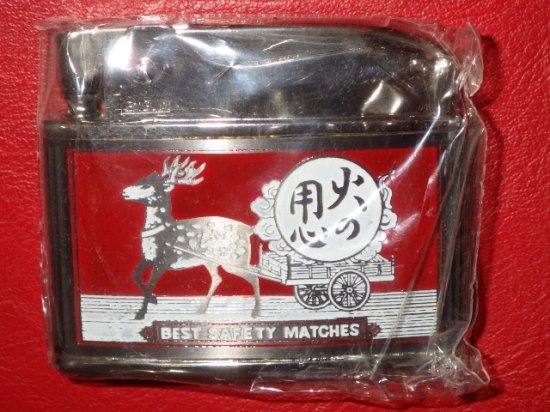 火の
用心
BEST SAFETY MATCHES